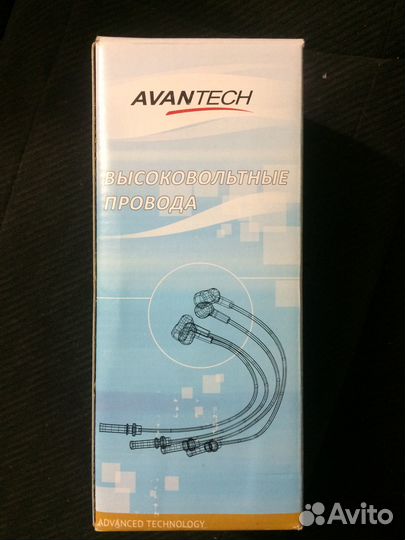 AVANTECH
ВЫСОКОВОЛЬТНЫЕ
ПРОВОДА
ADVANCED TECHNOLOGY
Avito